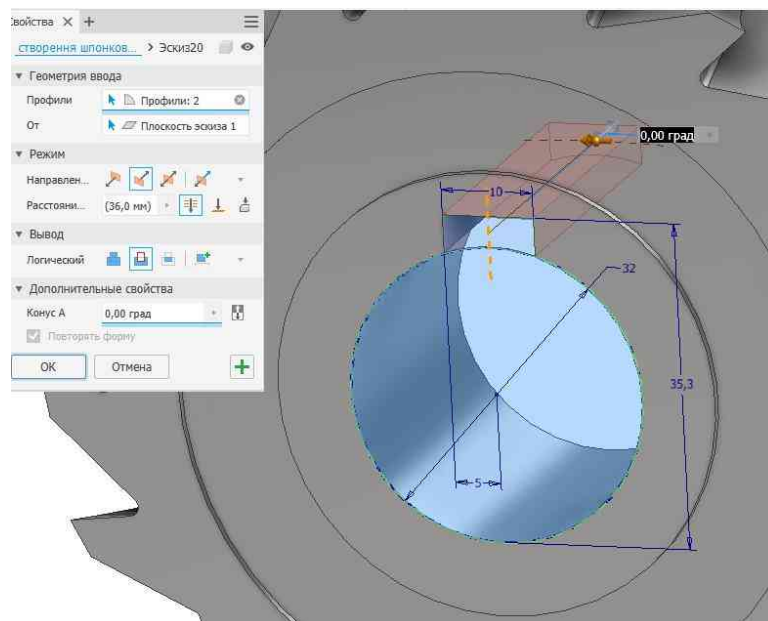 войства × +
створення шпонков... > Эскиз20
Геометрия ввода
Профили Профили: 2
От Плоскость эскиза 1
Режим
Направлен...
Расстояни... (36,0 мм)
Вывод
Логический
Дополнительные свойства
Конус А 0,00 град
Повторять форму
ОК Отмена +
0,00 град
10
32
35,3
5